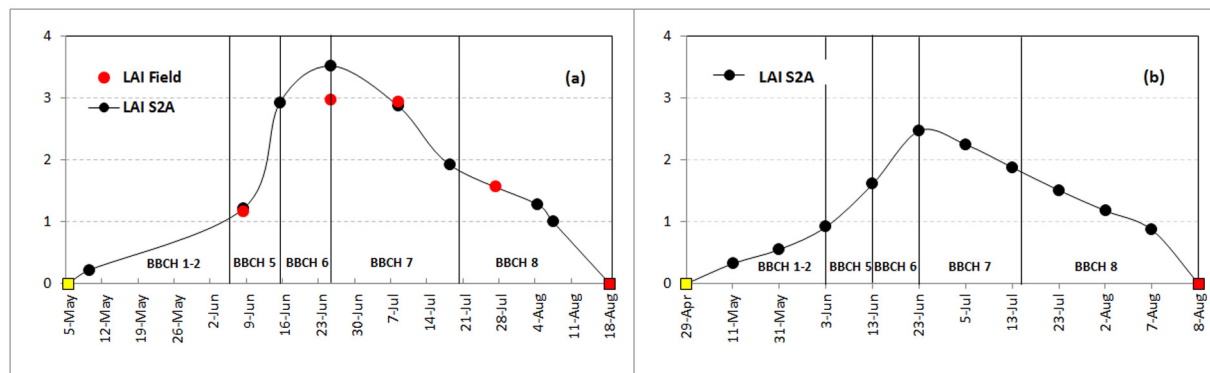 4
LAI Field
LAI S2A
(a)
3
2
1
BBCH 1-2
BBCH 5
BBCH 6
BBCH 7
BBCH 8
0
5-May
12-May
19-May
26-May
2-Jun
9-Jun
16-Jun
23-Jun
30-Jun
7-Jul
14-Jul
21-Jul
28-Jul
4-Aug
11-Aug
18-Aug
4
LAI S2A
(b)
3
2
1
BBCH 1-2
BBCH 5
BBCH 6
BBCH 7
BBCH 8
0
29-Apr
11-May
31-May
3-Jun
13-Jun
23-Jun
5-Jul
13-Jul
23-Jul
2-Aug
7-Aug
8-Aug